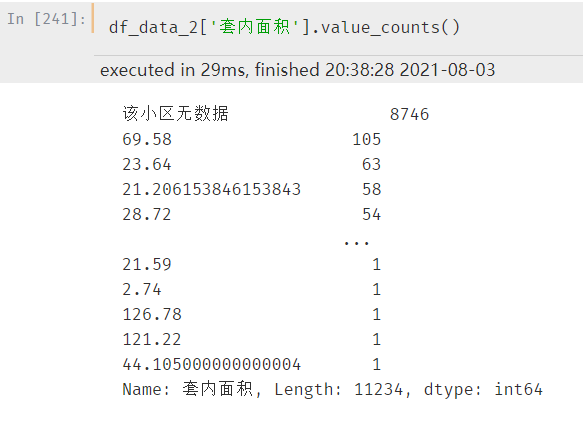 In [241]:
df_data_2['套内面积'].value_counts()
executed in 29ms, finished 20:38:28 2021-08-03
该小区无数据 8746
69.58 105
23.64 63
21.206153846153843 58
28.72 54
...
21.59 1
2.74 1
126.78 1
121.22 1
44.105000000000004 1
Name: 套内面积, Length: 11234, dtype: int64